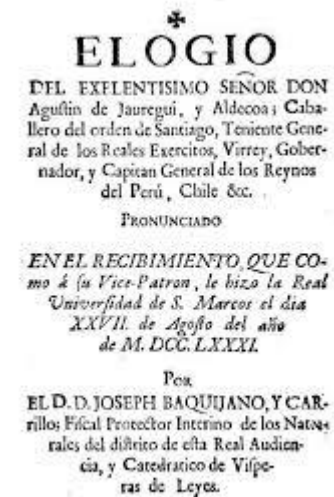 ELOGIO
DEL EXELENTISIMO SEÑOR DON
Agustin de Jauregui, y Aldecoa; Caba-
llero del orden de Santiago, Teniente Gene-
ral de los Reales Exercitos, Virrey, Gober-
nador, y Capitan General de los Reynos
del Perú, Chile &c.
PRONUNCIADO
EN EL RECIBIMIENTO, QUE CO-
mo á su Vice-Patron, le hizo la Real
Universidad de S. Marcos el dia
XXVII. de Agosto del año
de M. DCC. LXXXI.
POR
EL D. D. JOSEPH BAQUIJANO, Y CAR-
rillo; Fiscal Protector Interino de los Natu-
rales del distrito de esta Real Audien-
cia, y Catedratico de Vispe-
ras de Leyes.